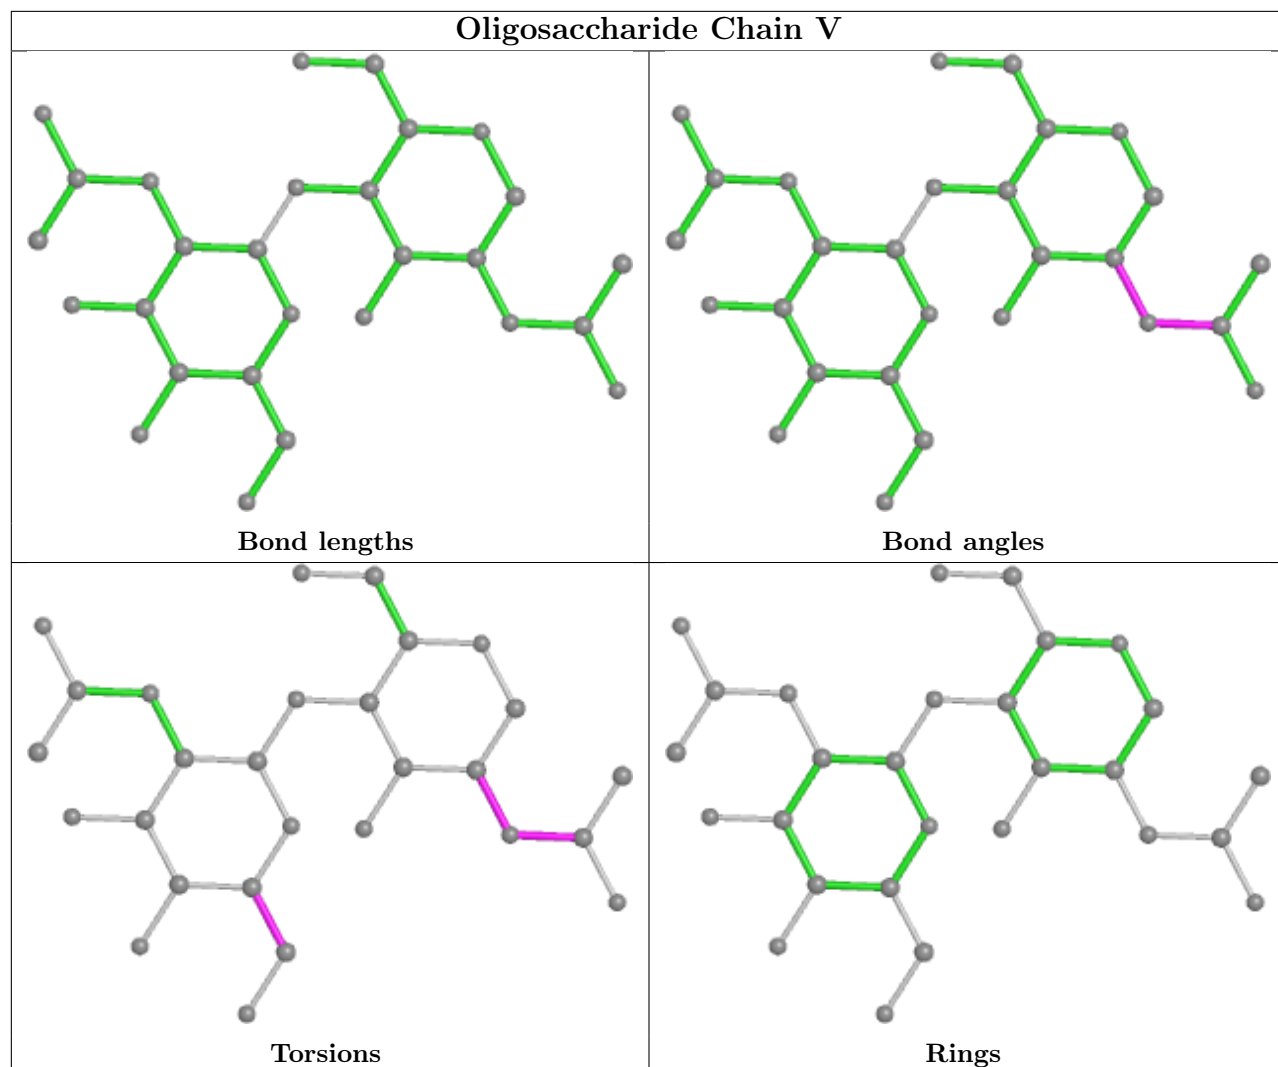 Oligosaccharide Chain V
Bond lengths
Bond angles
Torsions
Rings